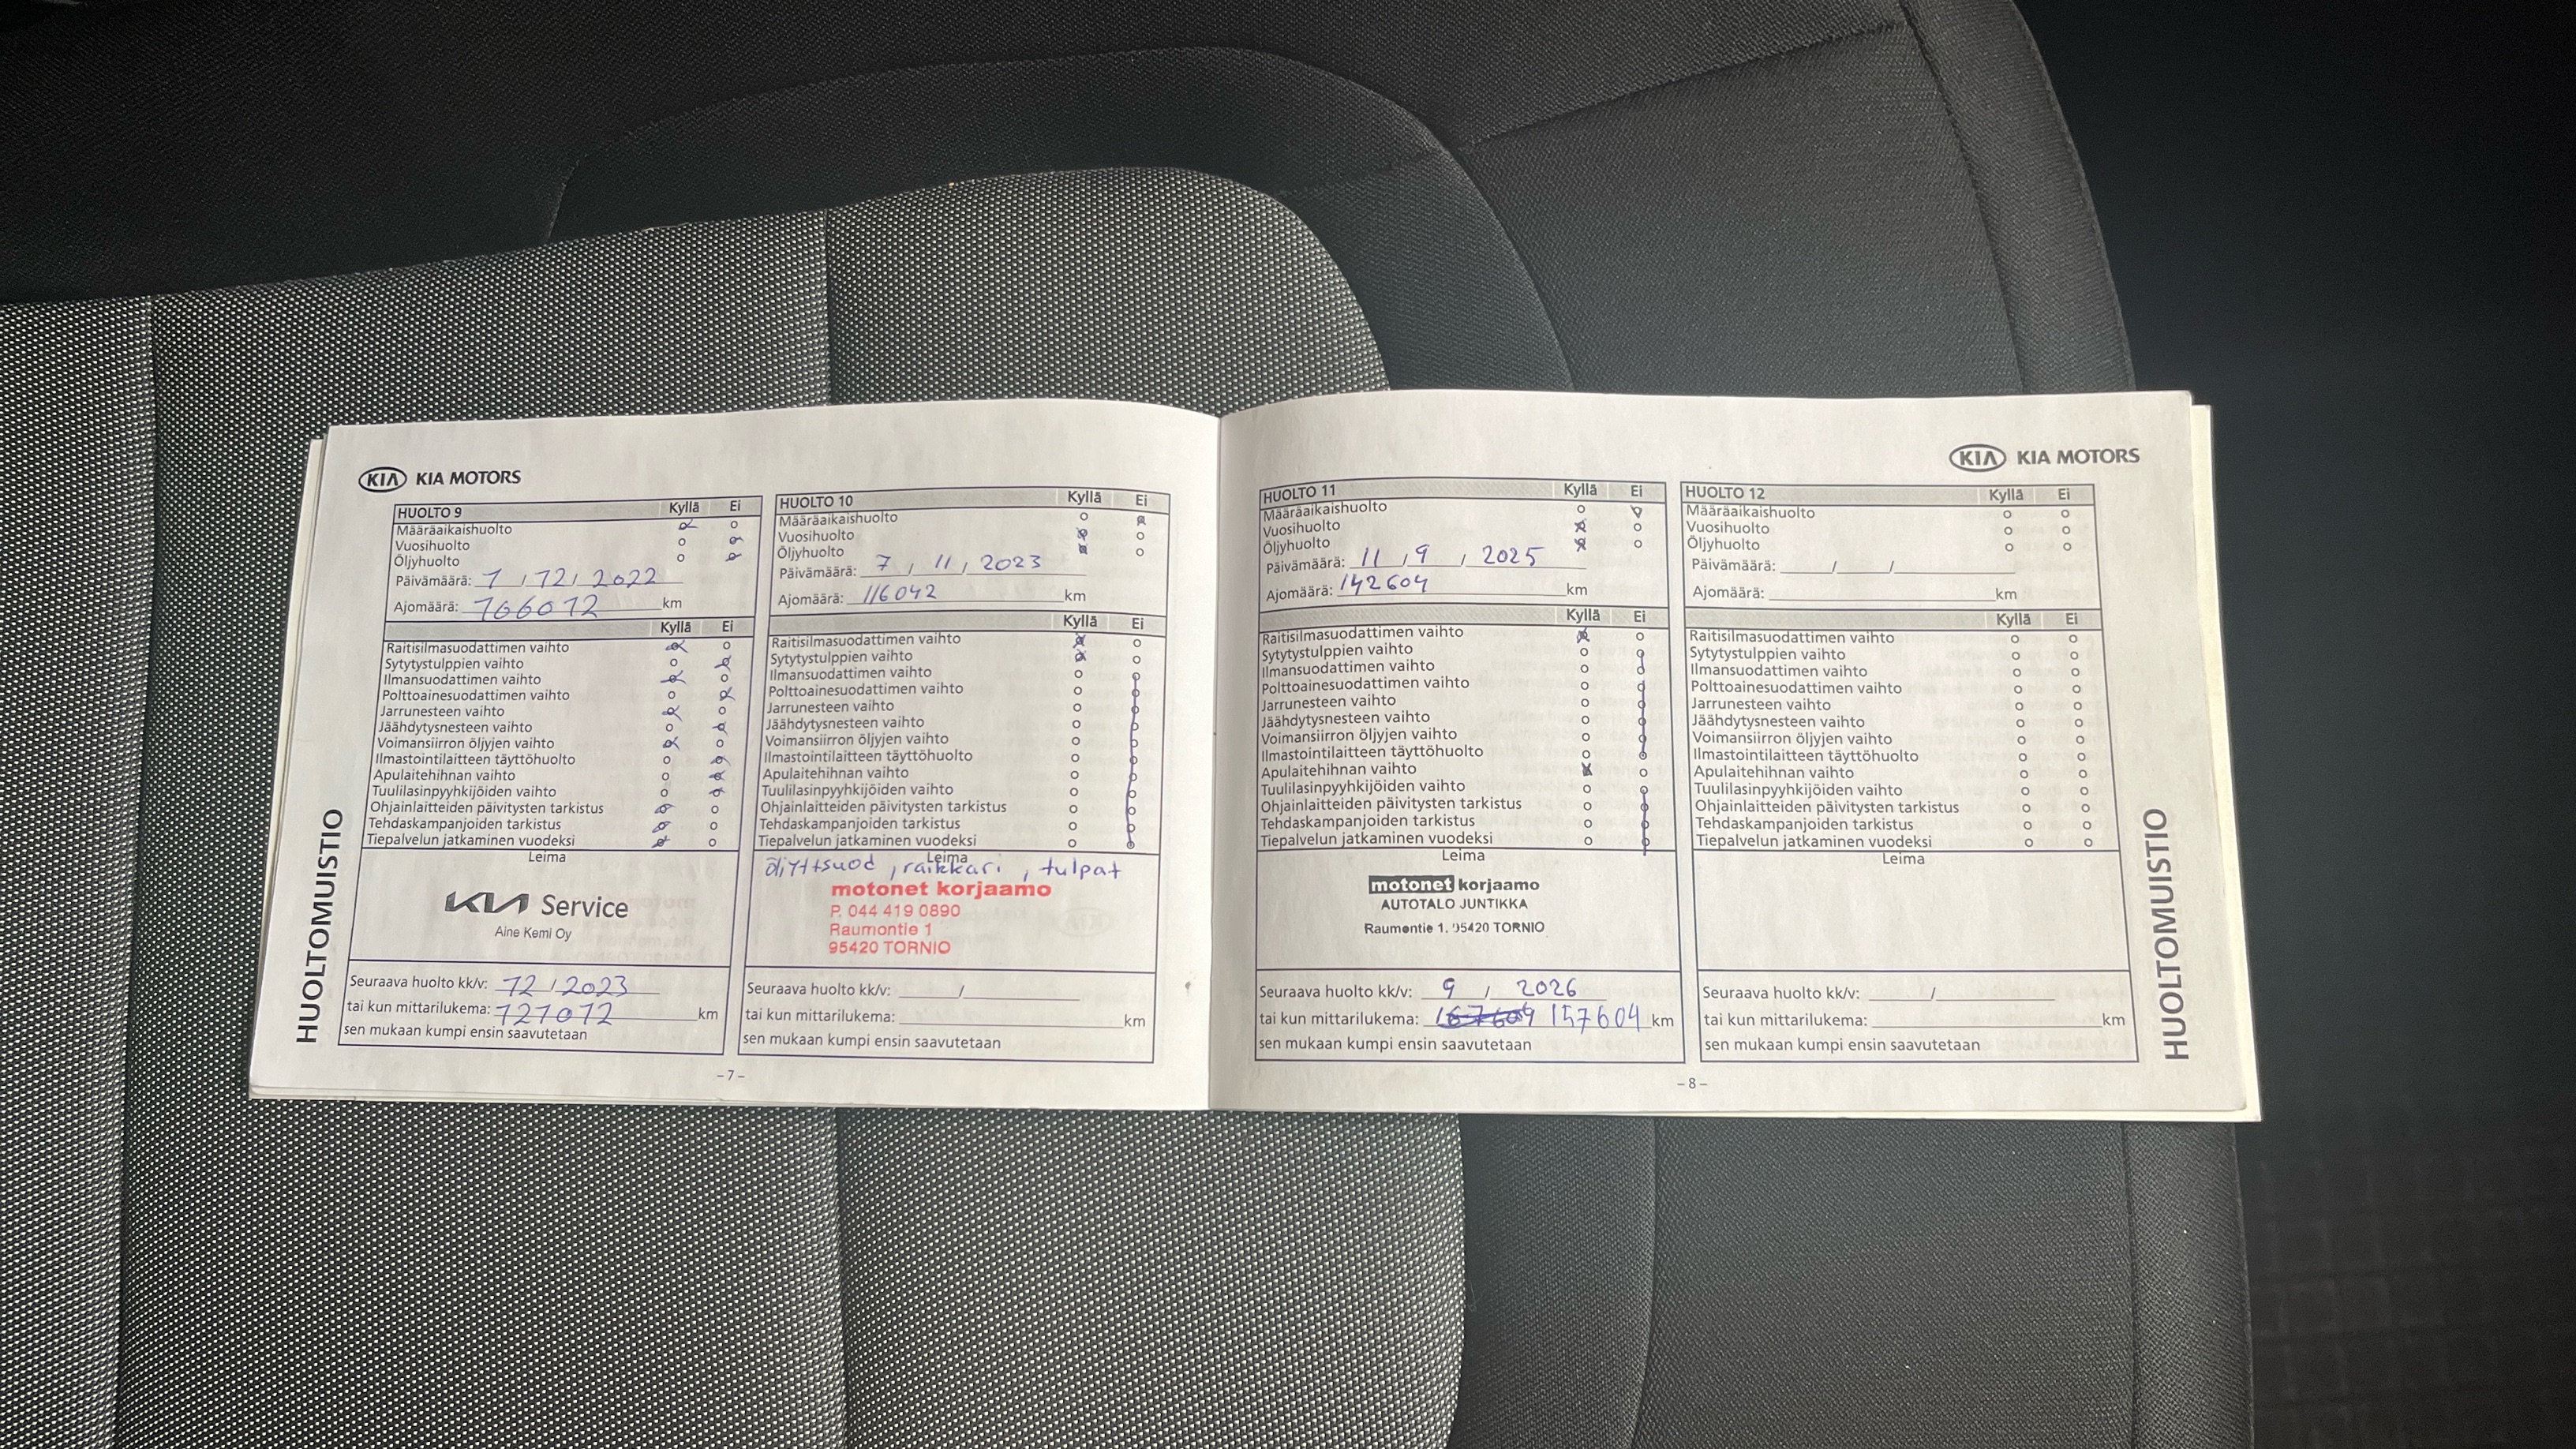 KIA KIA MOTORS
HUOLTO 9 Kyllä Ei
Määräaikaishuolto
Vuosihuolto
Öljyhuolto
Päivämäärä: 1 / 12 / 2022
Ajomäärä: 106012 km
Kyllä Ei
Raitisilmasuodattimen vaihto
Sytytystulppien vaihto
Ilmansuodattimen vaihto
Polttoainesuodattimen vaihto
Jarrunesteen vaihto
Jäähdytysnesteen vaihto
Voimansiirron öljyjen vaihto
Ilmastointilaitteen täyttöhuolto
Apulaitehihnan vaihto
Tuulilasinpyyhkijöiden vaihto
Ohjainlaitteiden päivitysten tarkistus
Tehdaskampanjoiden tarkistus
Tiepalvelun jatkaminen vuodeksi
Leima
KIA Service
Aine Kemi Oy
Seuraava huolto kk/v: 12 / 2023
tai kun mittarilukema: 121012 km
sen mukaan kumpi ensin saavutetaan
HUOLTO 10 Kyllä Ei
Määräaikaishuolto
Vuosihuolto
Öljyhuolto
Päivämäärä: 7 / 11 / 2023
Ajomäärä: 116042 km
Kyllä Ei
Raitisilmasuodattimen vaihto
Sytytystulppien vaihto
Ilmansuodattimen vaihto
Polttoainesuodattimen vaihto
Jarrunesteen vaihto
Jäähdytysnesteen vaihto
Voimansiirron öljyjen vaihto
Ilmastointilaitteen täyttöhuolto
Apulaitehihnan vaihto
Tuulilasinpyyhkijöiden vaihto
Ohjainlaitteiden päivitysten tarkistus
Tehdaskampanjoiden tarkistus
Tiepalvelun jatkaminen vuodeksi
Leima
, raikkari , tulpat
motonet korjaamo
P. 044 419 0890
Raumontie 1
95420 TORNIO
Seuraava huolto kk/v: /
tai kun mittarilukema: km
sen mukaan kumpi ensin saavutetaan
HUOLTOMUISTIO
- 7 -
KIA KIA MOTORS
HUOLTO 11 Kyllä Ei
Määräaikaishuolto
Vuosihuolto
Öljyhuolto
Päivämäärä: 11 / 9 / 2025
Ajomäärä: 142604 km
Kyllä Ei
Raitisilmasuodattimen vaihto
Sytytystulppien vaihto
Ilmansuodattimen vaihto
Polttoainesuodattimen vaihto
Jarrunesteen vaihto
Jäähdytysnesteen vaihto
Voimansiirron öljyjen vaihto
Ilmastointilaitteen täyttöhuolto
Apulaitehihnan vaihto
Tuulilasinpyyhkijöiden vaihto
Ohjainlaitteiden päivitysten tarkistus
Tehdaskampanjoiden tarkistus
Tiepalvelun jatkaminen vuodeksi
Leima
motonet korjaamo
AUTOTALO JUNTIKKA
Raumontie 1. 95420 TORNIO
Seuraava huolto kk/v: 9 / 2026
tai kun mittarilukema: 157604 km
sen mukaan kumpi ensin saavutetaan
HUOLTO 12 Kyllä Ei
Määräaikaishuolto
Vuosihuolto
Öljyhuolto
Päivämäärä: / /
Ajomäärä: km
Kyllä Ei
Raitisilmasuodattimen vaihto
Sytytystulppien vaihto
Ilmansuodattimen vaihto
Polttoainesuodattimen vaihto
Jarrunesteen vaihto
Jäähdytysnesteen vaihto
Voimansiirron öljyjen vaihto
Ilmastointilaitteen täyttöhuolto
Apulaitehihnan vaihto
Tuulilasinpyyhkijöiden vaihto
Ohjainlaitteiden päivitysten tarkistus
Tehdaskampanjoiden tarkistus
Tiepalvelun jatkaminen vuodeksi
Leima
Seuraava huolto kk/v: /
tai kun mittarilukema: km
sen mukaan kumpi ensin saavutetaan
HUOLTOMUISTIO
- 8 -